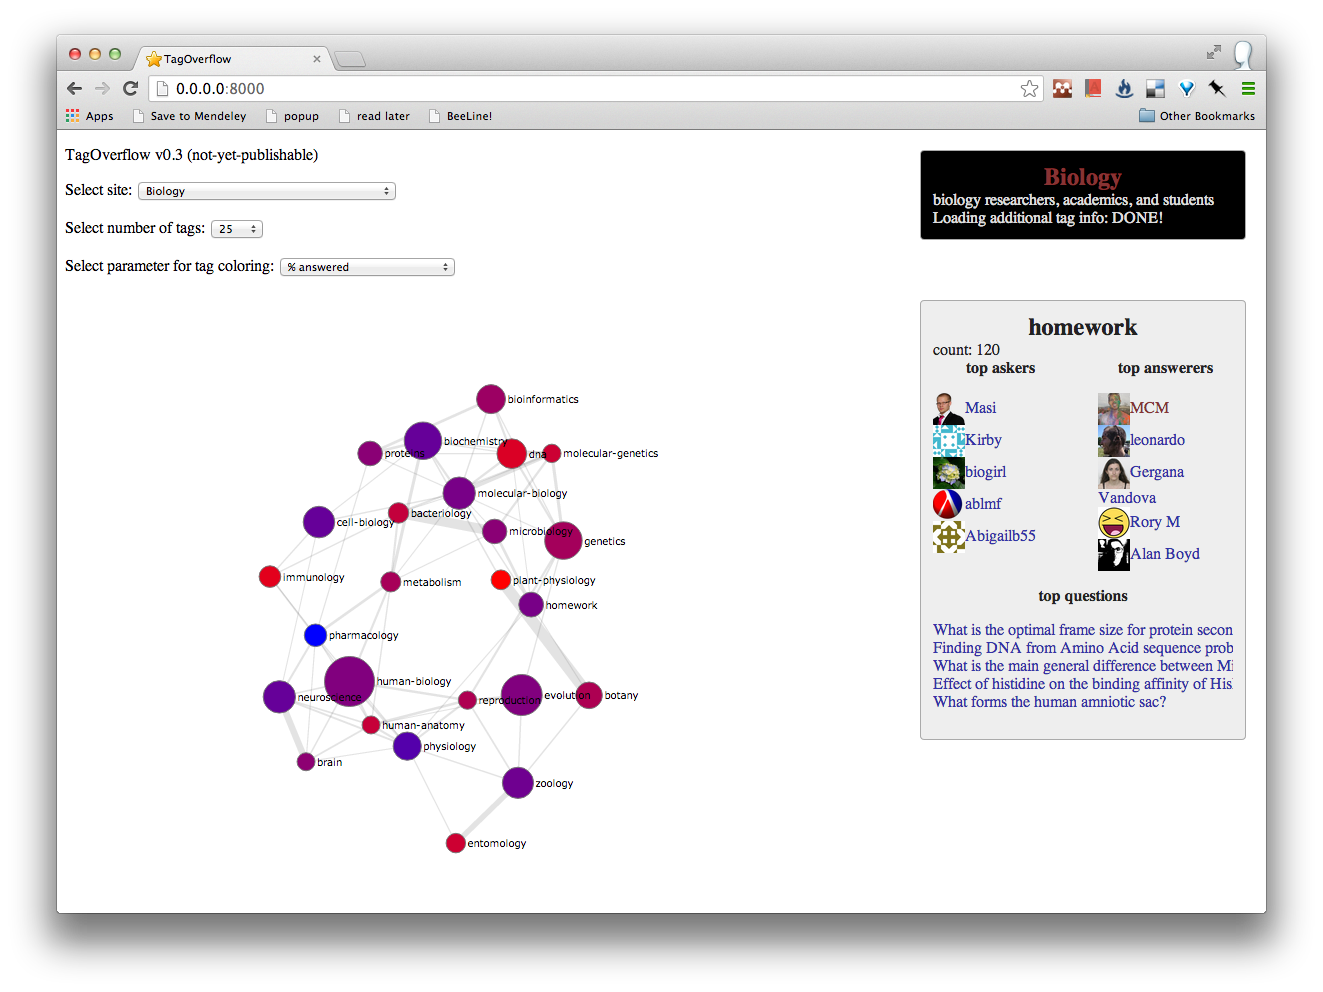 TagOverflow
0.0.0.0:8000
Apps
Save to Mendeley
popup
read later
BeeLine!
Other Bookmarks
TagOverflow v0.3 (not-yet-publishable)
Select site: Biology
Select number of tags: 25
Select parameter for tag coloring: % answered
Biology
biology researchers, academics, and students
Loading additional tag info: DONE!
homework
count: 120
top askers
Masi
Kirby
biogirl
ablmf
Abigailb55
top answerers
MCM
leonardo
Gergana
Vandova
Rory M
Alan Boyd
top questions
What is the optimal frame size for protein secon
Finding DNA from Amino Acid sequence prob
What is the main general difference between Mi
Effect of histidine on the binding affinity of His
What forms the human amniotic sac?
bioinformatics
biochemistry
proteins
dna
molecular-genetics
molecular-biology
bacteriology
cell-biology
microbiology
genetics
immunology
metabolism
plant-physiology
homework
pharmacology
human-biology
neuroscience
reproduction
evolution
botany
human-anatomy
physiology
brain
zoology
entomology